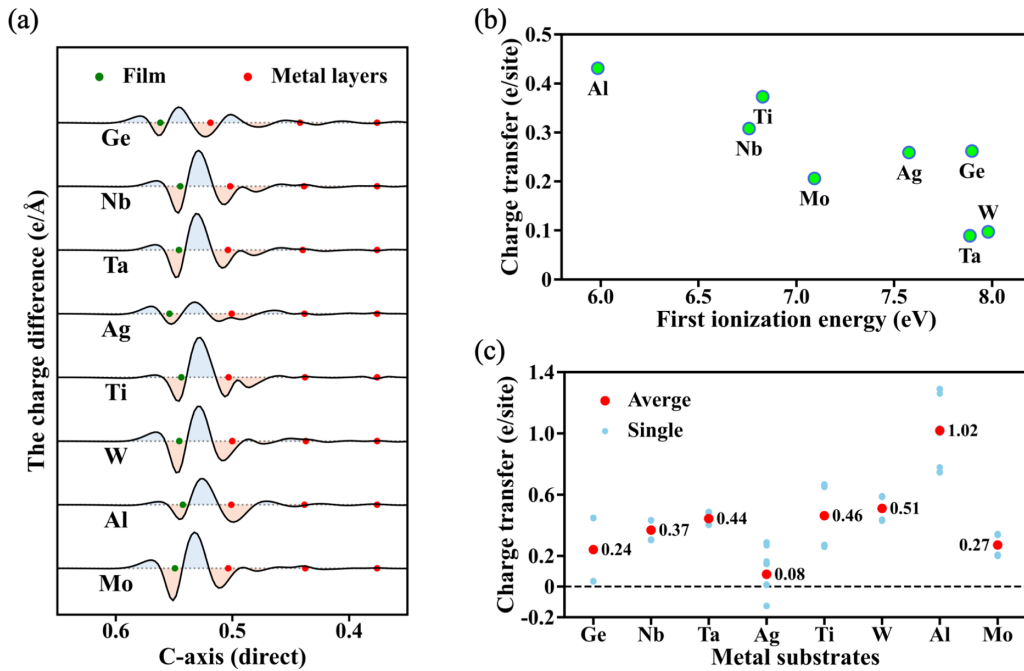 (a)
Film
Metal layers
Ge
Nb
Ta
Ag
Ti
W
Al
Mo
The charge difference (e/Å)
0.6
0.5
0.4
C-axis (direct)
(b)
Charge transfer (e/site)
0.5
0.4
0.3
0.2
0.1
0
Al
Ti
Nb
Mo
Ag
Ge
W
Ta
6.0
6.5
7.0
7.5
8.0
First ionization energy (eV)
(c)
Charge transfer (e/site)
1.4
1.0
0.6
0.2
0
-0.2
Averge
Single
0.24
0.37
0.44
0.08
0.46
0.51
1.02
0.27
Ge
Nb
Ta
Ag
Ti
W
Al
Mo
Metal substrates